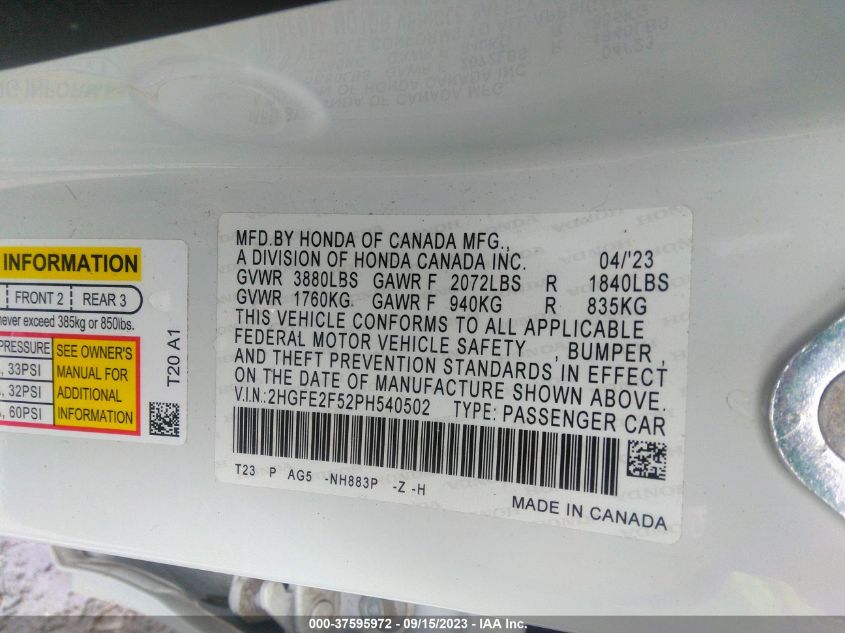 MFD.BY HONDA OF CANADA MFG.,
A DIVISION OF HONDA CANADA INC. 04/'23
GVWR 3880LBS GAWR F 2072LBS R 1840LBS
GVWR 1760KG. GAWR F 940KG R 835KG
THIS VEHICLE CONFORMS TO ALL APPLICABLE
FEDERAL MOTOR VEHICLE SAFETY , BUMPER ,
AND THEFT PREVENTION STANDARDS IN EFFECT
ON THE DATE OF MANUFACTURE SHOWN ABOVE.
V.I.N.:2HGFE2F52PH540502 TYPE: PASSENGER CAR
T23 P AG5 -NH883P -Z -H
MADE IN CANADA
INFORMATION
FRONT 2 REAR 3
never exceed 385kg or 850lbs.
PRESSURE SEE OWNER'S
33PSI MANUAL FOR
32PSI ADDITIONAL
60PSI INFORMATION
T20 A1
000-37595972 - 09/15/2023 - IAA Inc.